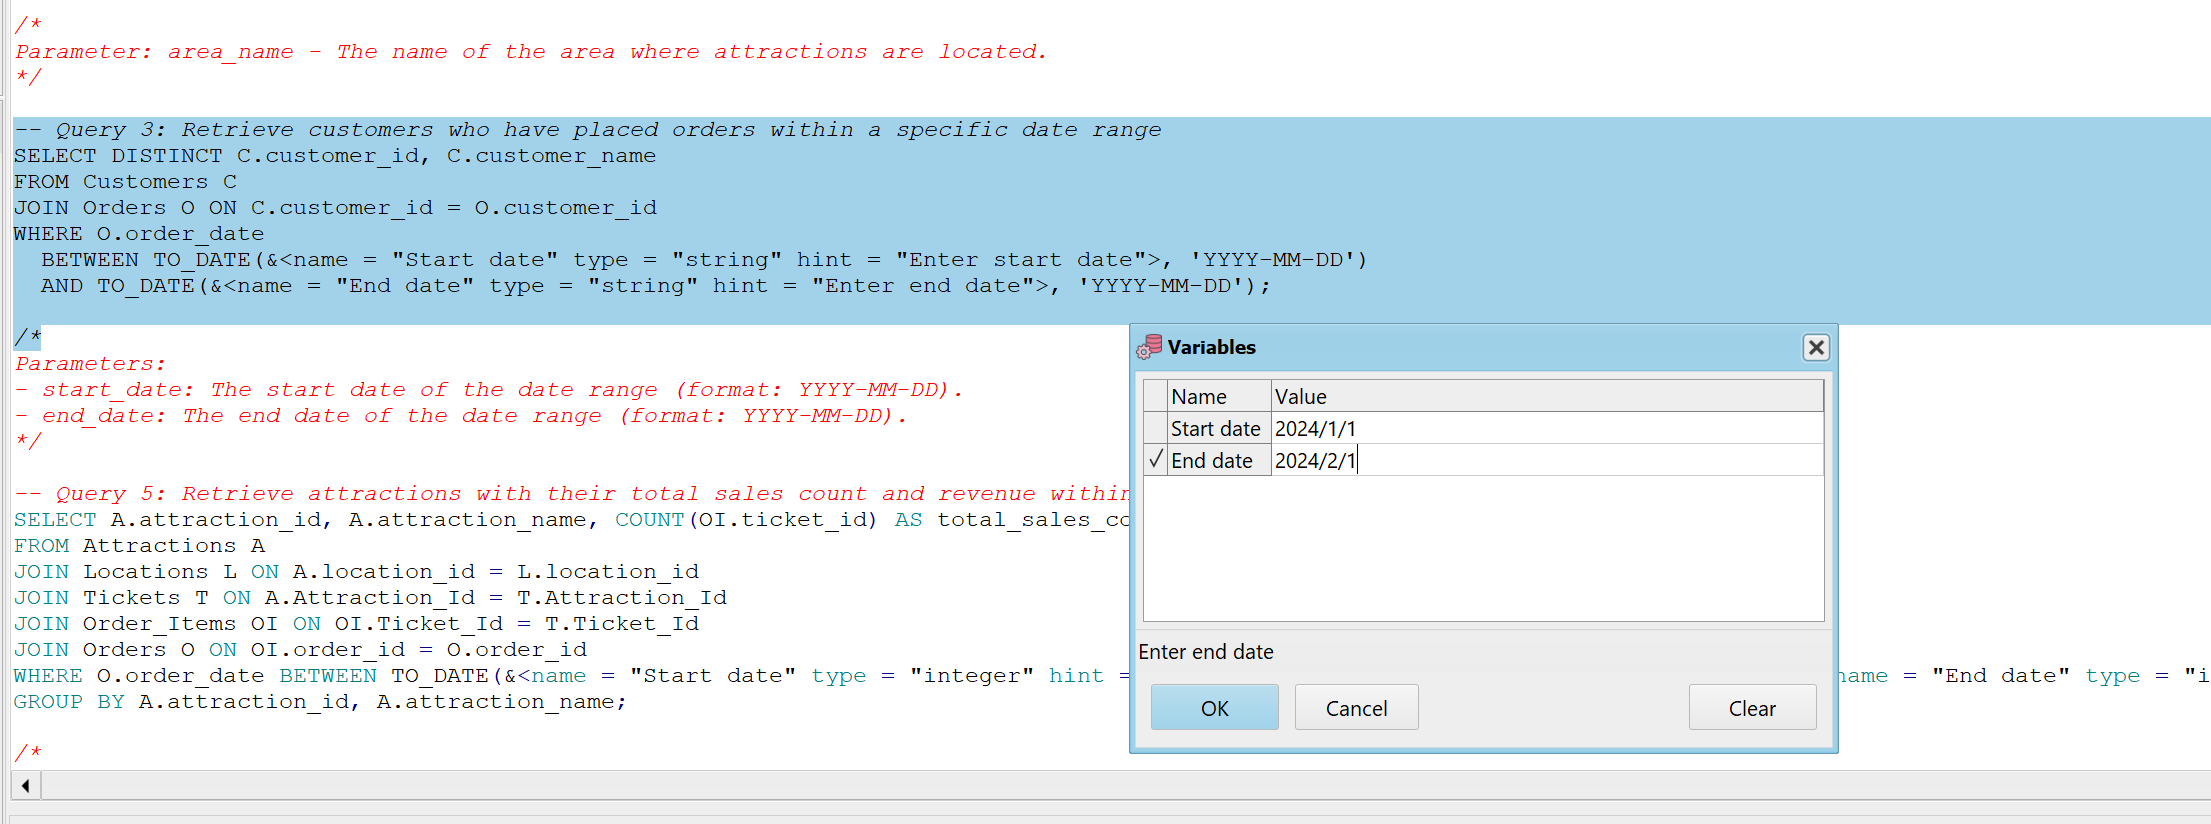 /*
Parameter: area_name - The name of the area where attractions are located.
*/
-- Query 3: Retrieve customers who have placed orders within a specific date range
SELECT DISTINCT C.customer_id, C.customer_name
FROM Customers C
JOIN Orders O ON C.customer_id = O.customer_id
WHERE O.order_date
BETWEEN TO_DATE(&<name = "Start date" type = "string" hint = "Enter start date">, 'YYYY-MM-DD')
AND TO_DATE(&<name = "End date" type = "string" hint = "Enter end date">, 'YYYY-MM-DD');
/*
Parameters:
- start_date: The start date of the date range (format: YYYY-MM-DD).
- end_date: The end date of the date range (format: YYYY-MM-DD).
*/
-- Query 5: Retrieve attractions with their total sales count and revenue within
SELECT A.attraction_id, A.attraction_name, COUNT(OI.ticket_id) AS total_sales_co
FROM Attractions A
JOIN Locations L ON A.location_id = L.location_id
JOIN Tickets T ON A.Attraction_Id = T.Attraction_Id
JOIN Order_Items OI ON OI.Ticket_Id = T.Ticket_Id
JOIN Orders O ON OI.order_id = O.order_id
WHERE O.order_date BETWEEN TO_DATE(&<name = "Start date" type = "integer" hint = name = "End date" type = "i
GROUP BY A.attraction_id, A.attraction_name;
/*
Variables
Name Value
Start date 2024/1/1
End date 2024/2/1
Enter end date
OK Cancel Clear